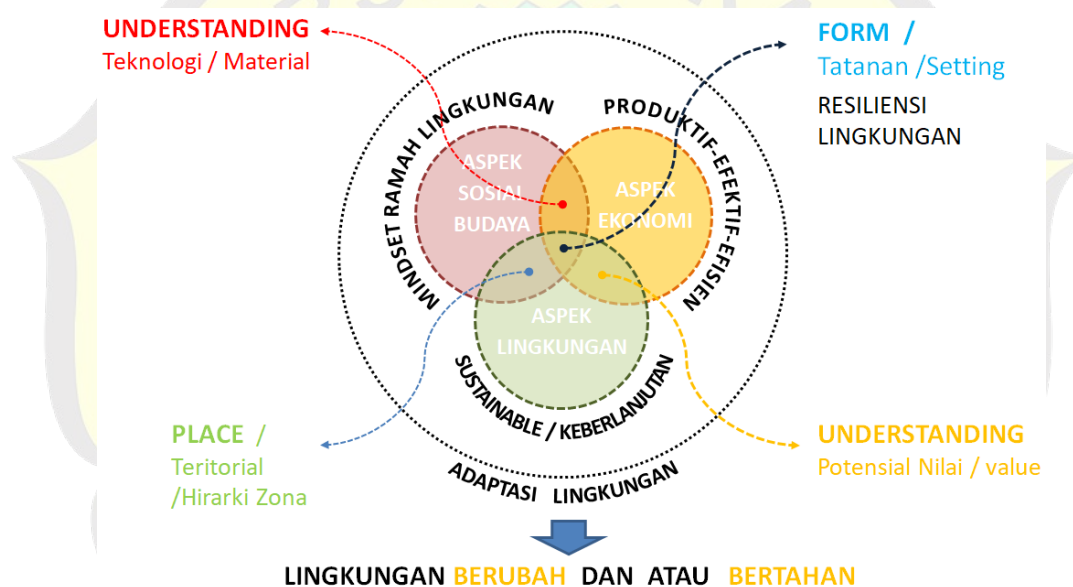 UNDERSTANDING
Teknologi / Material
FORM /
Tatanan /Setting
RESILIENSI
LINGKUNGAN
MINDSET RAMAH LINGKUNGAN
PRODUKTIF-EFEKTIF-EFISIEN
ASPEK
SOSIAL
BUDAYA
ASPEK
EKONOMI
ASPEK
LINGKUNGAN
SUSTAINABLE / KEBERLANJUTAN
PLACE /
Teritorial
/Hirarki Zona
UNDERSTANDING
Potensial Nilai / value
ADAPTASI LINGKUNGAN
LINGKUNGAN BERUBAH DAN ATAU BERTAHAN